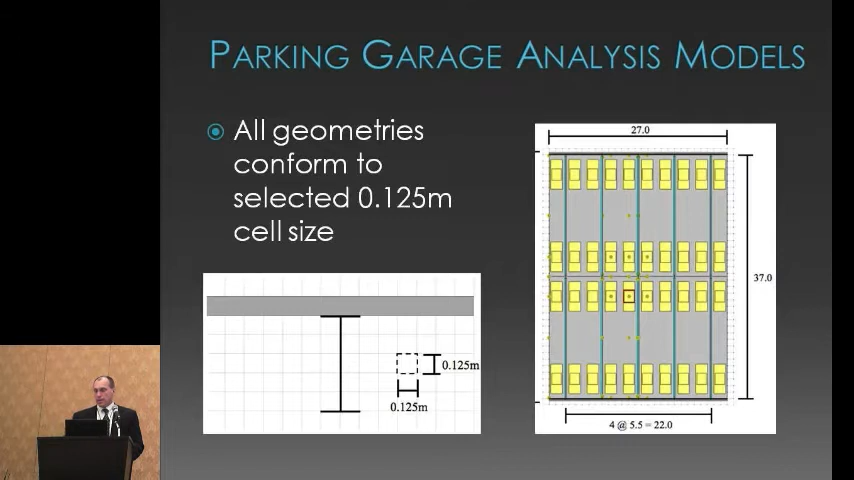 PARKING GARAGE ANALYSIS MODELS
All geometries
conform to
selected 0.125m
cell size
0.125m
0.125m
27.0
37.0
4 @ 5.5 = 22.0